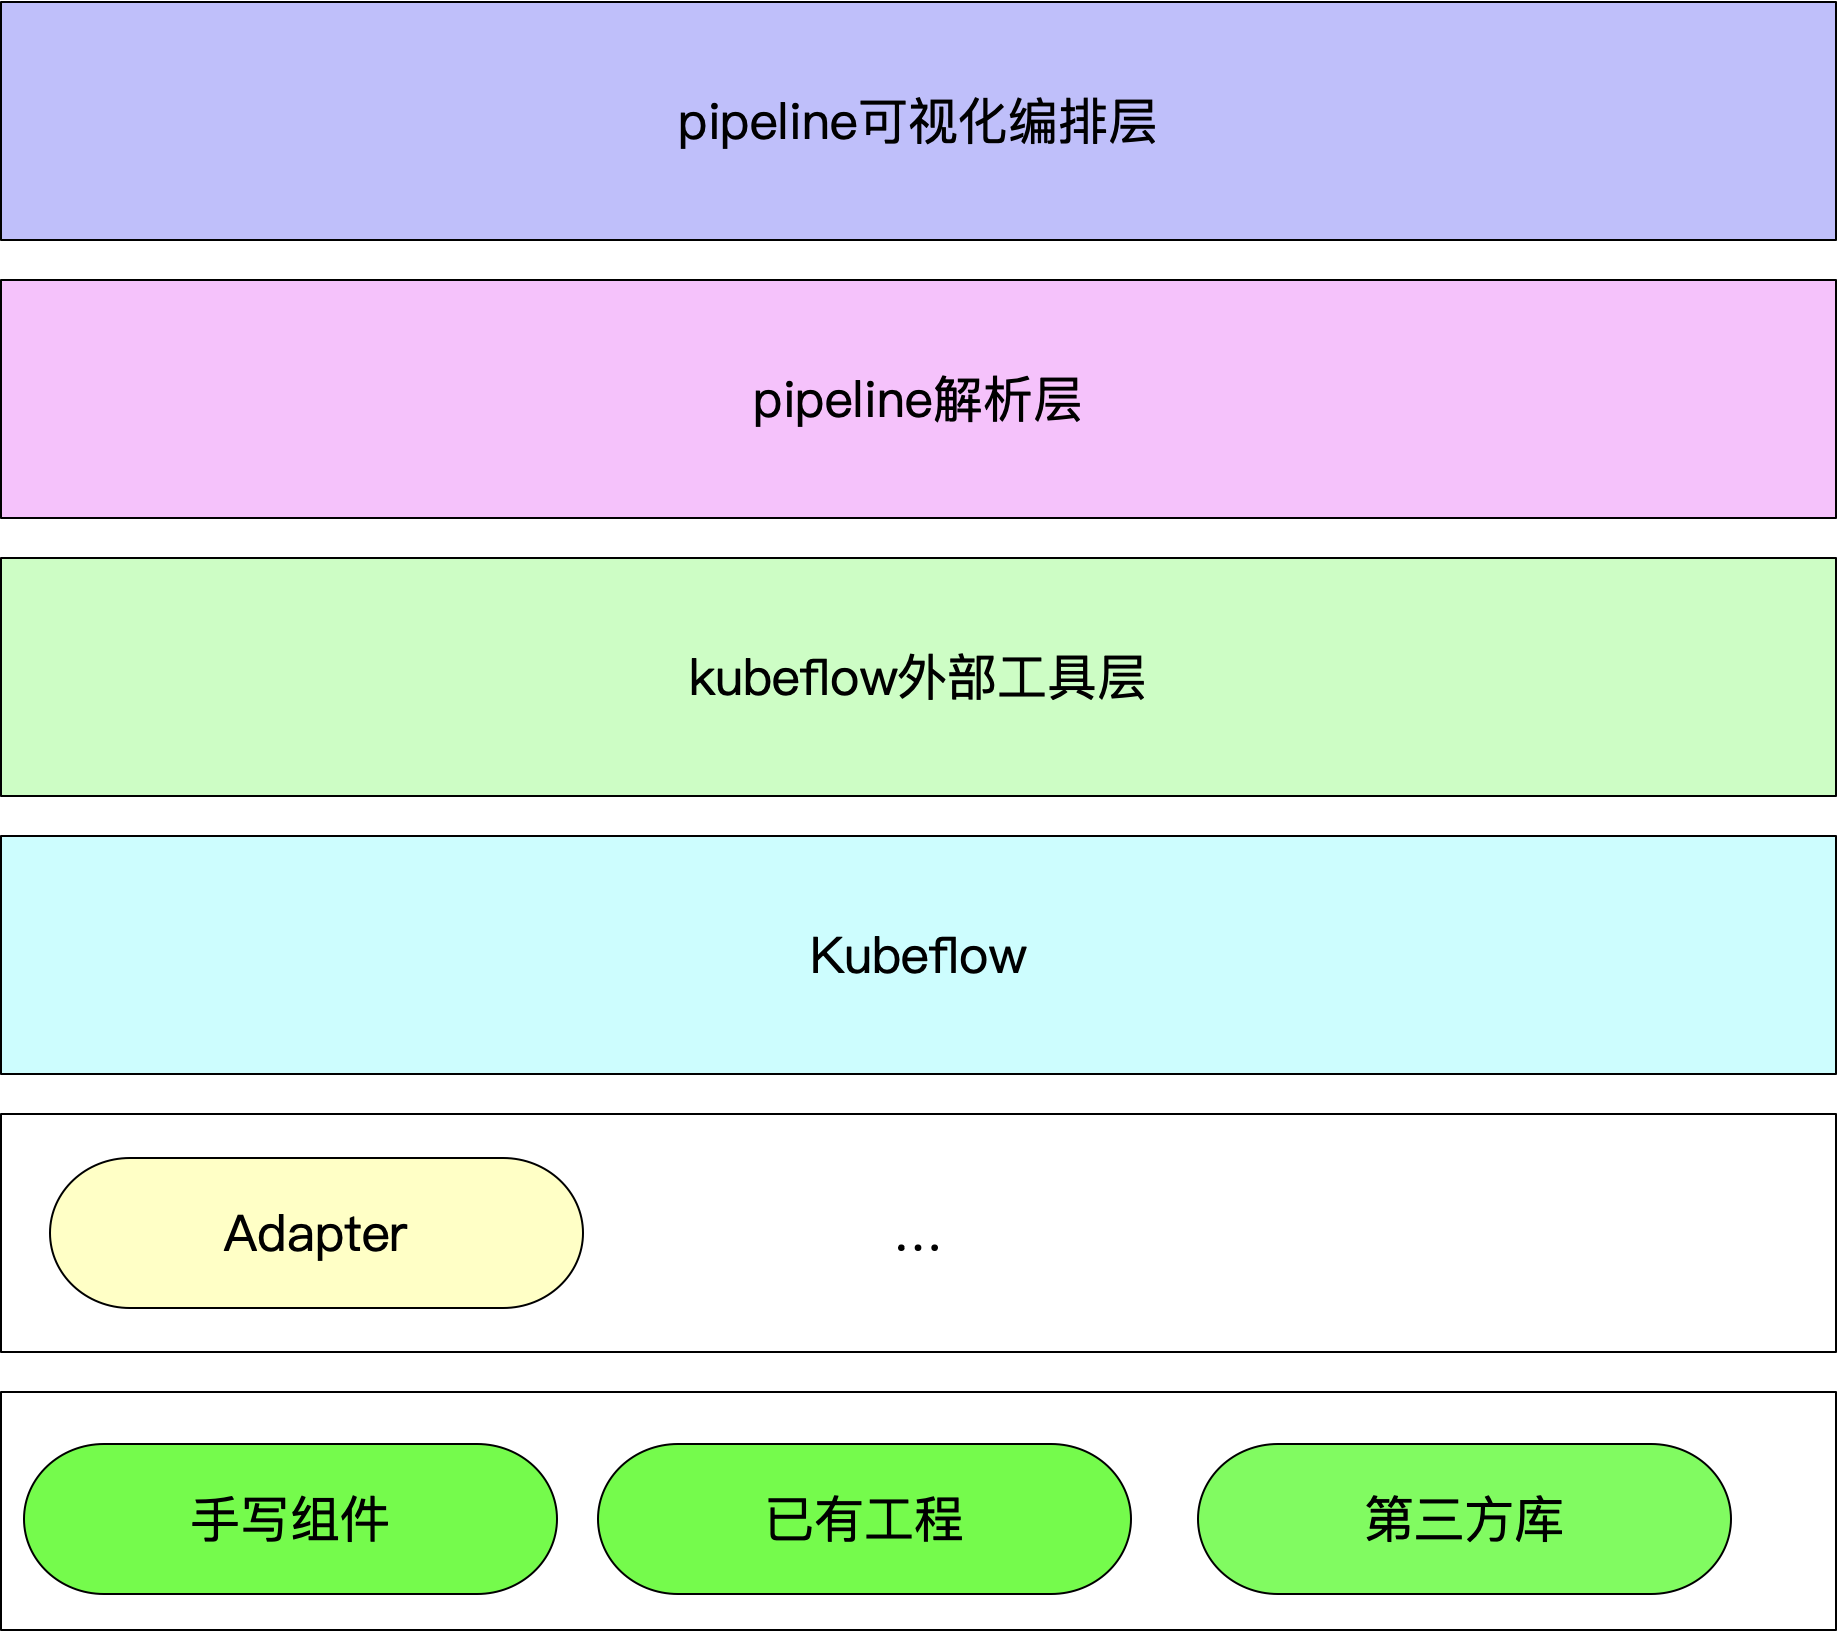 pipeline可视化编排层
pipeline解析层
kubeflow外部工具层
Kubeflow
Adapter
...
手写组件
已有工程
第三方库